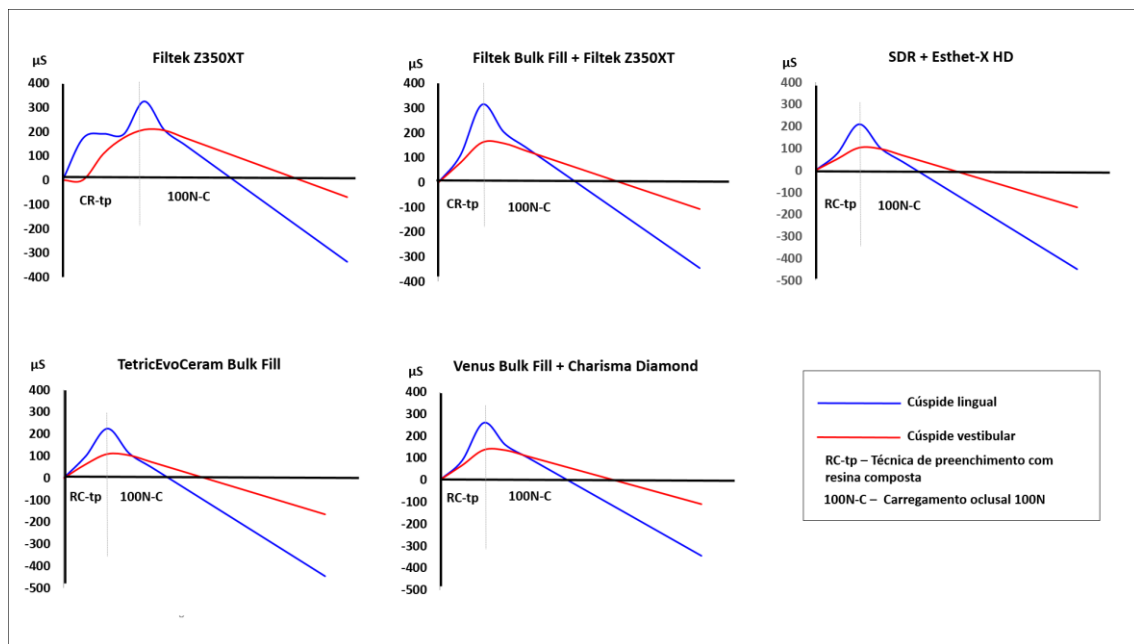 Filtek Z350XT
µS
400
300
200
100
0
-100
-200
-300
-400
CR-tp
100N-C
Filtek Bulk Fill + Filtek Z350XT
µS
400
300
200
100
0
-100
-200
-300
-400
CR-tp
100N-C
SDR + Esthet-X HD
µS
400
300
200
100
0
-100
-200
-300
-400
-500
RC-tp
100N-C
TetricEvoCeram Bulk Fill
µS
400
300
200
100
0
-100
-200
-300
-400
-500
RC-tp
100N-C
Venus Bulk Fill + Charisma Diamond
µS
400
300
200
100
0
-100
-200
-300
-400
-500
RC-tp
100N-C
Cúspide lingual
Cúspide vestibular
RC-tp – Técnica de preenchimento com
resina composta
100N-C – Carregamento oclusal 100N